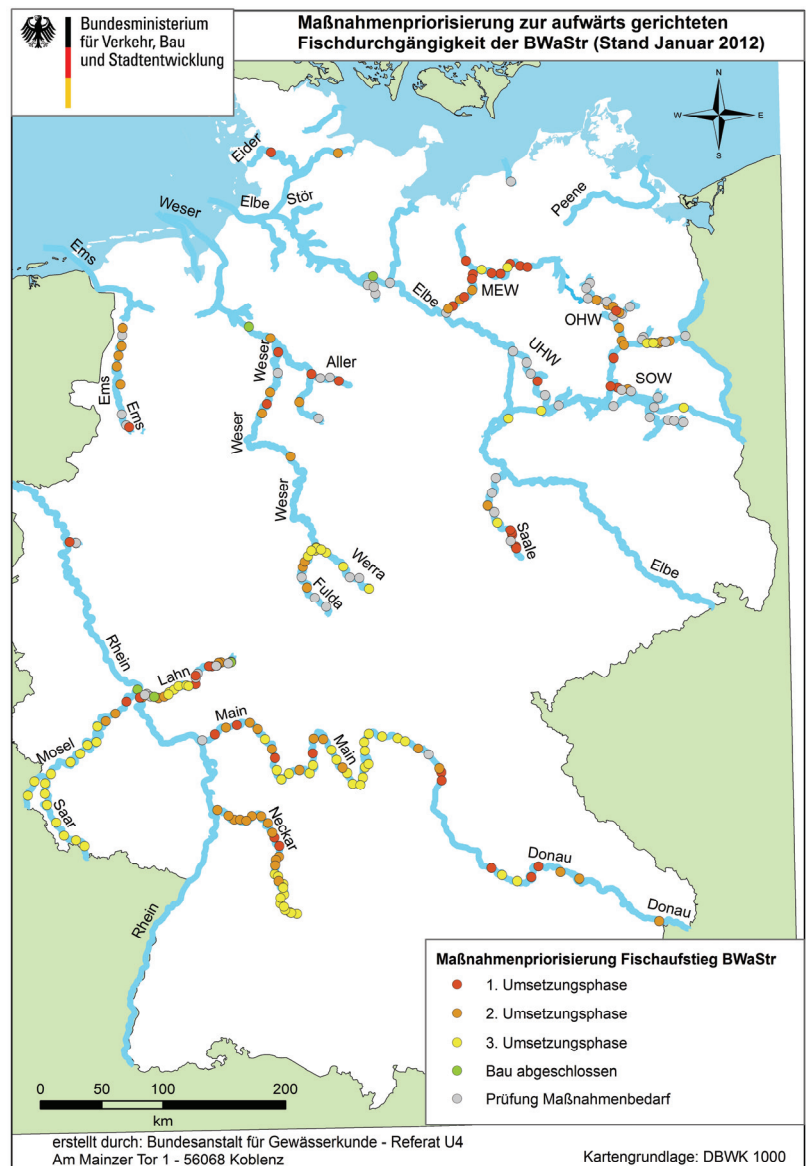 Bundesministerium
für Verkehr, Bau
und Stadtentwicklung
Maßnahmenpriorisierung zur aufwärts gerichteten
Fischdurchgängigkeit der BWaStr (Stand Januar 2012)
N
W
E
S
Eider
Elbe
Stör
Weser
Peene
Ems
Elbe
MEW
OHW
UHW
Weser
Aller
SOW
Ems
Ems
Weser
Weser
Saale
Werra
Fulda
Elbe
Rhein
Lahn
Main
Main
Mosel
Saar
Neckar
Donau
Donau
Rhein
Maßnahmenpriorisierung Fischaufstieg BWaStr
1. Umsetzungsphase
2. Umsetzungsphase
3. Umsetzungsphase
Bau abgeschlossen
Prüfung Maßnahmenbedarf
0 50 100 200
km
erstellt durch: Bundesanstalt für Gewässerkunde - Referat U4
Am Mainzer Tor 1 - 56068 Koblenz
Kartengrundlage: DBWK 1000